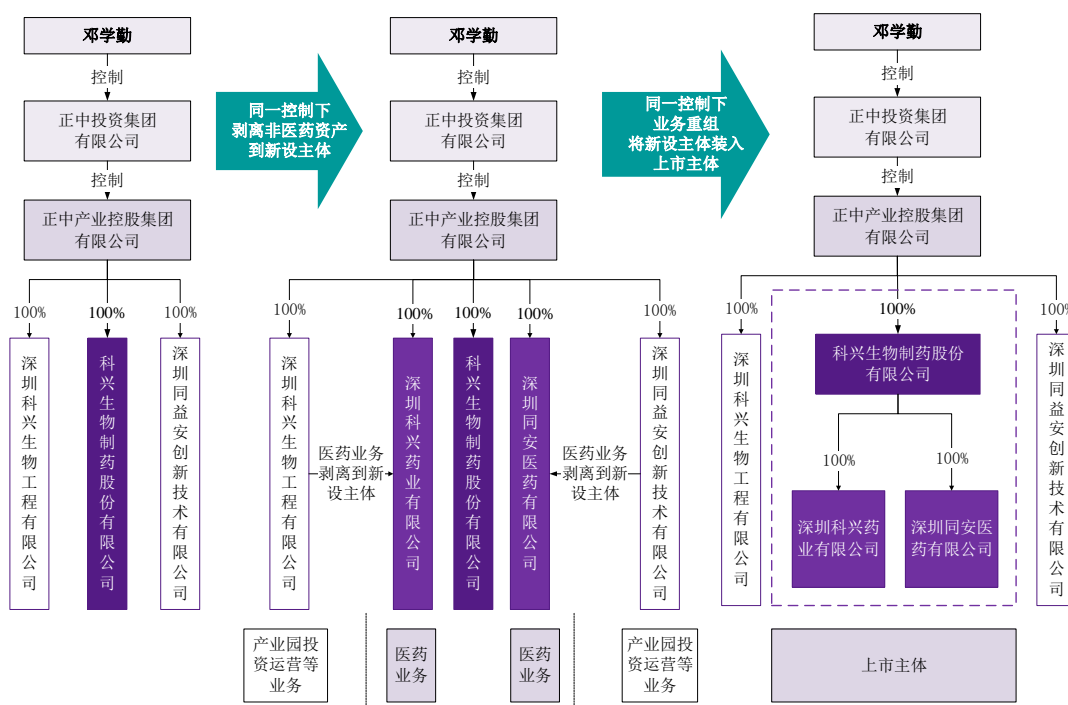 邓学勤
控制
正中投资集团
有限公司
控制
正中产业控股集团
有限公司
100%
100%
100%
深圳科兴生物工程有限公司
科兴生物制药股份有限公司
深圳同益安创新技术有限公司
同一控制下
剥离非医药资产
到新设主体
邓学勤
控制
正中投资集团
有限公司
控制
正中产业控股集团
有限公司
100%
100%
100%
100%
100%
深圳科兴生物工程有限公司
医药业务
剥离到新
设主体
深圳科兴药业有限公司
科兴生物制药股份有限公司
深圳同安医药有限公司
医药业务
剥离到新
设主体
深圳同益安创新技术有限公司
产业园投
资运营等
业务
医药
业务
医药
业务
产业园投
资运营等
业务
同一控制下
业务重组
将新设主体装入
上市主体
邓学勤
控制
正中投资集团
有限公司
控制
正中产业控股集团
有限公司
100%
100%
100%
深圳科兴生物工程有限公司
科兴生物制药股份
有限公司
100%
100%
深圳科兴药
业有限公司
深圳同安医
药有限公司
深圳同益安创新技术有限公司
上市主体